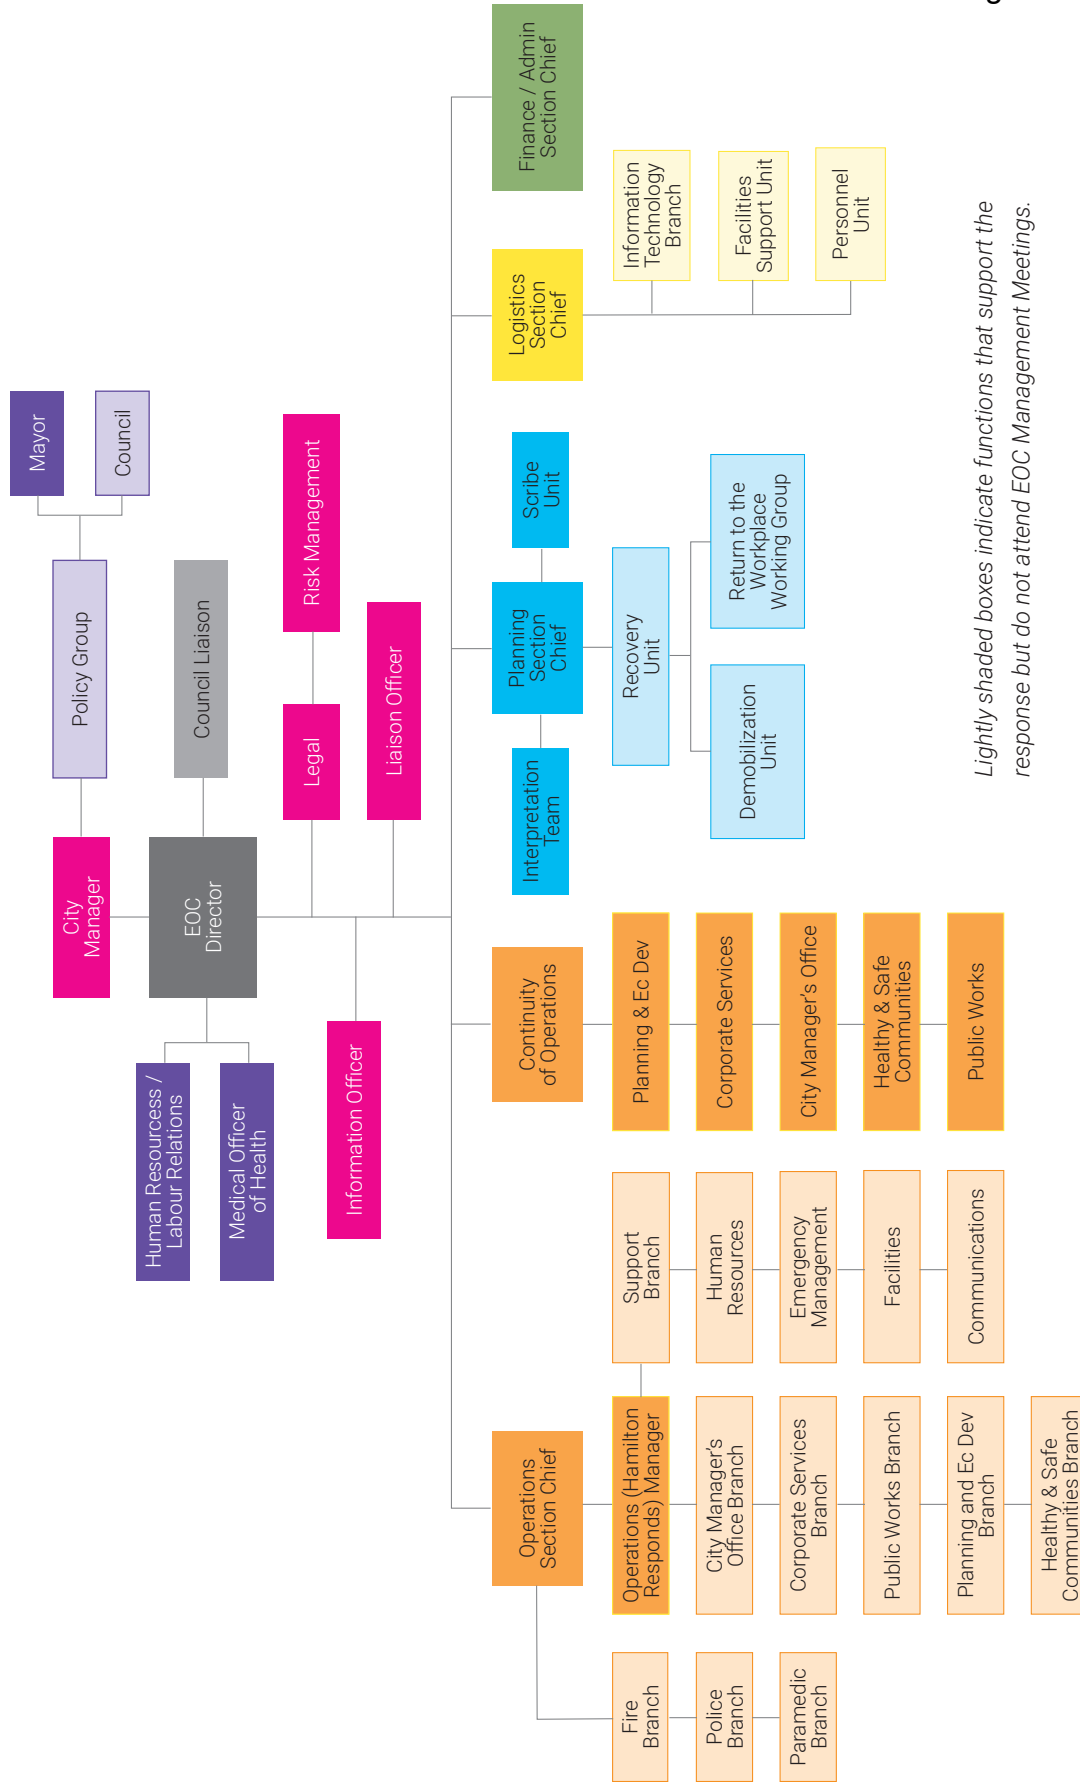 Mayor
Council
Policy Group
City
Manager
Council Liaison
EOC
Director
Human Resourcess /
Labour Relations
Medical Officer
of Health
Risk Management
Legal
Liaison Officer
Information Officer
Operations
Section Chief
Continuity
of Operations
Planning
Section
Chief
Interpretation
Team
Scribe
Unit
Logistics
Section
Chief
Finance / Admin
Section Chief
Fire
Branch
Police
Branch
Paramedic
Branch
Operations (Hamilton
Responds) Manager
City Manager's
Office Branch
Corporate Services
Branch
Public Works Branch
Planning and Ec Dev
Branch
Healthy & Safe
Communities Branch
Support
Branch
Human
Resources
Emergency
Management
Facilities
Communications
Planning & Ec Dev
Corporate Services
City Manager's Office
Healthy & Safe
Communities
Public Works
Recovery
Unit
Demobilization
Unit
Return to the
Workplace
Working Group
Information
Technology
Branch
Facilities
Support Unit
Personnel
Unit
Lightly shaded boxes indicate functions that support the
response but do not attend EOC Management Meetings.